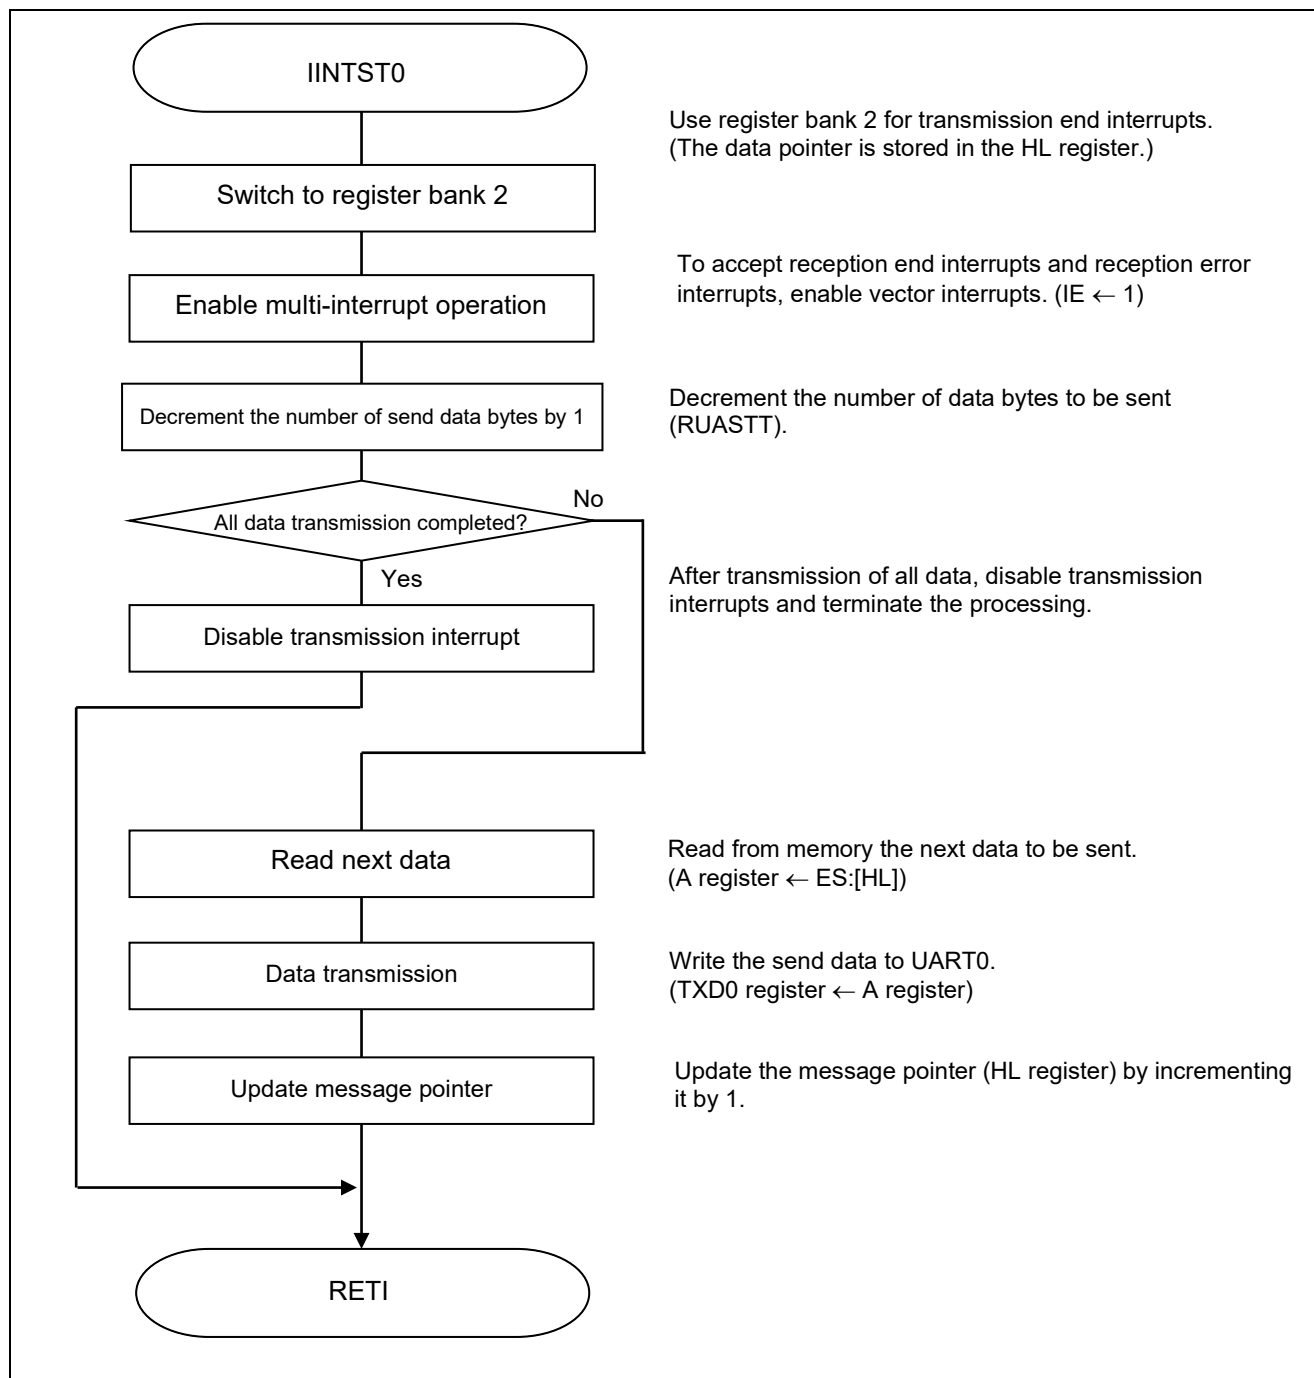 IINTST0
Use register bank 2 for transmission end interrupts.
(The data pointer is stored in the HL register.)
Switch to register bank 2
To accept reception end interrupts and reception error
interrupts, enable vector interrupts. (IE ← 1)
Enable multi-interrupt operation
Decrement the number of send data bytes by 1
Decrement the number of data bytes to be sent
(RUASTT).
No
All data transmission completed?
Yes
After transmission of all data, disable transmission
interrupts and terminate the processing.
Disable transmission interrupt
Read next data
Read from memory the next data to be sent.
(A register ← ES:[HL])
Data transmission
Write the send data to UART0.
(TXD0 register ← A register)
Update message pointer
Update the message pointer (HL register) by incrementing
it by 1.
RETI